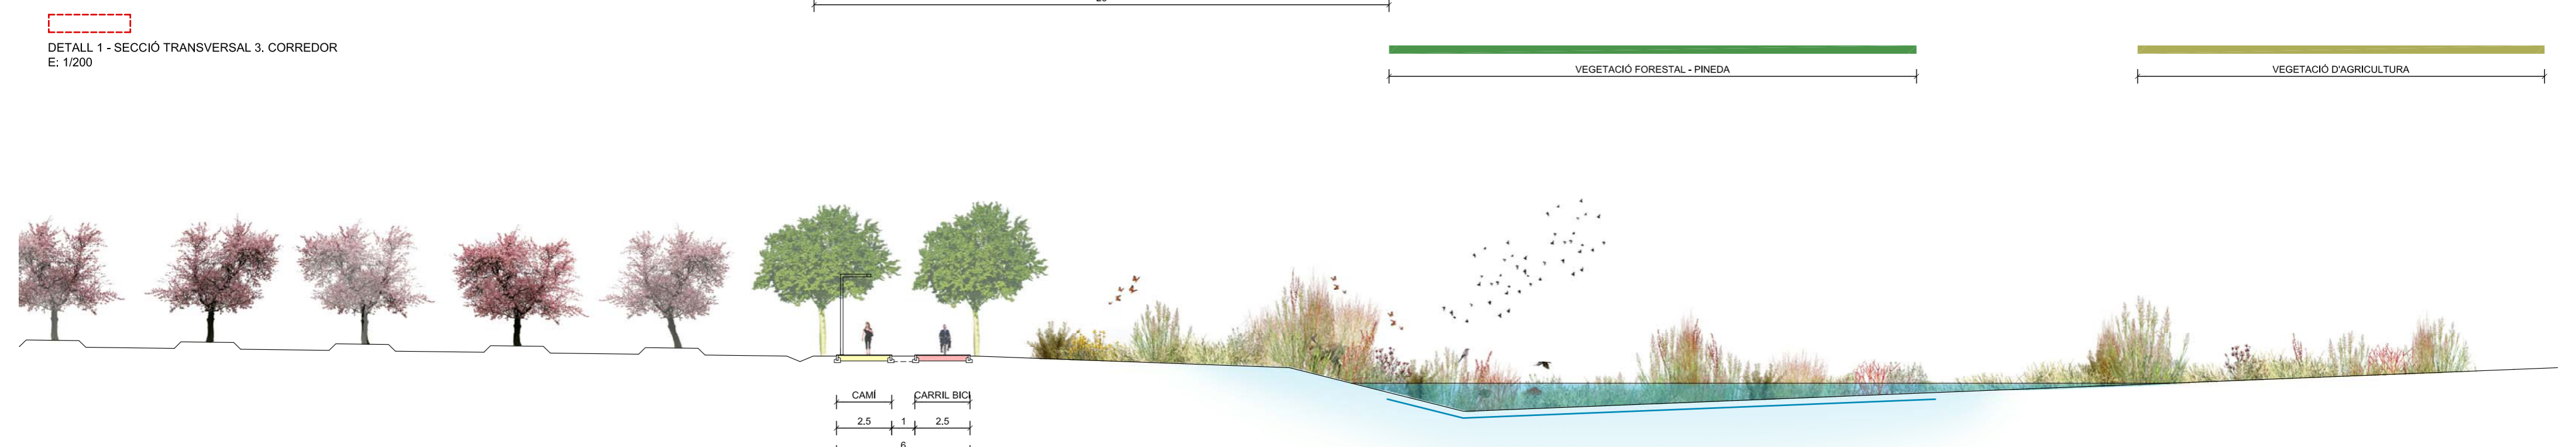 DETALL 1 - SECCIÓ TRANSVERSAL 3. CORREDOR
E: 1/200
VEGETACIÓ FORESTAL - PINEDA
VEGETACIÓ D'AGRICULTURA
CAMÍ
CARRIL BICI
2.5
1
2.5
6